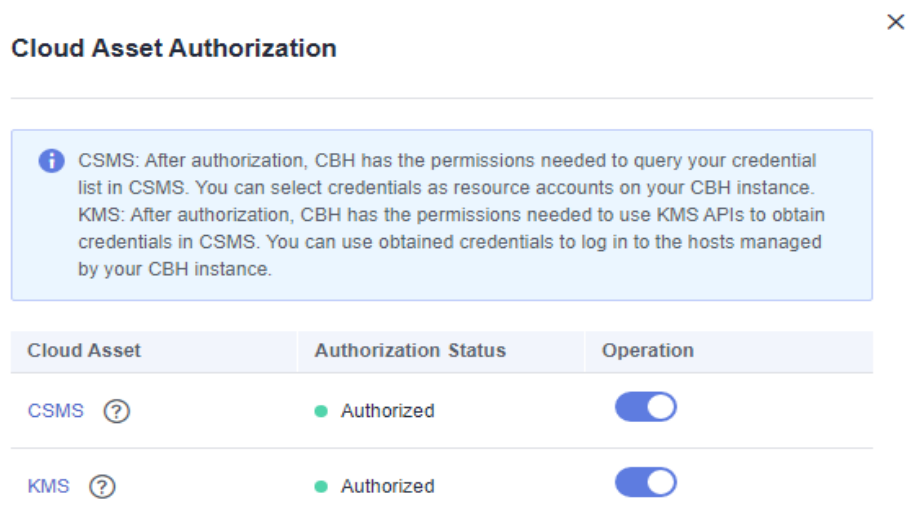 Cloud Asset Authorization
CSMS: After authorization, CBH has the permissions needed to query your credential
list in CSMS. You can select credentials as resource accounts on your CBH instance.
KMS: After authorization, CBH has the permissions needed to use KMS APIs to obtain
credentials in CSMS. You can use obtained credentials to log in to the hosts managed
by your CBH instance.
Cloud Asset Authorization Status Operation
CSMS Authorized
KMS Authorized